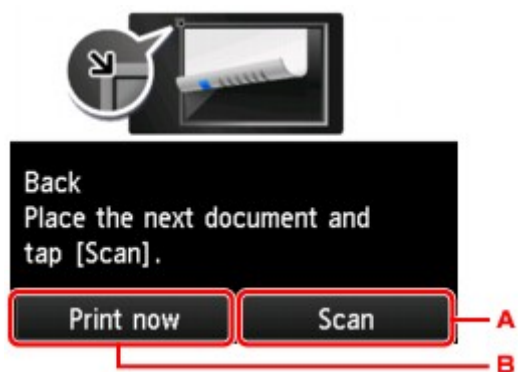 Back
Place the next document and
tap [Scan].
Print now Scan A
B